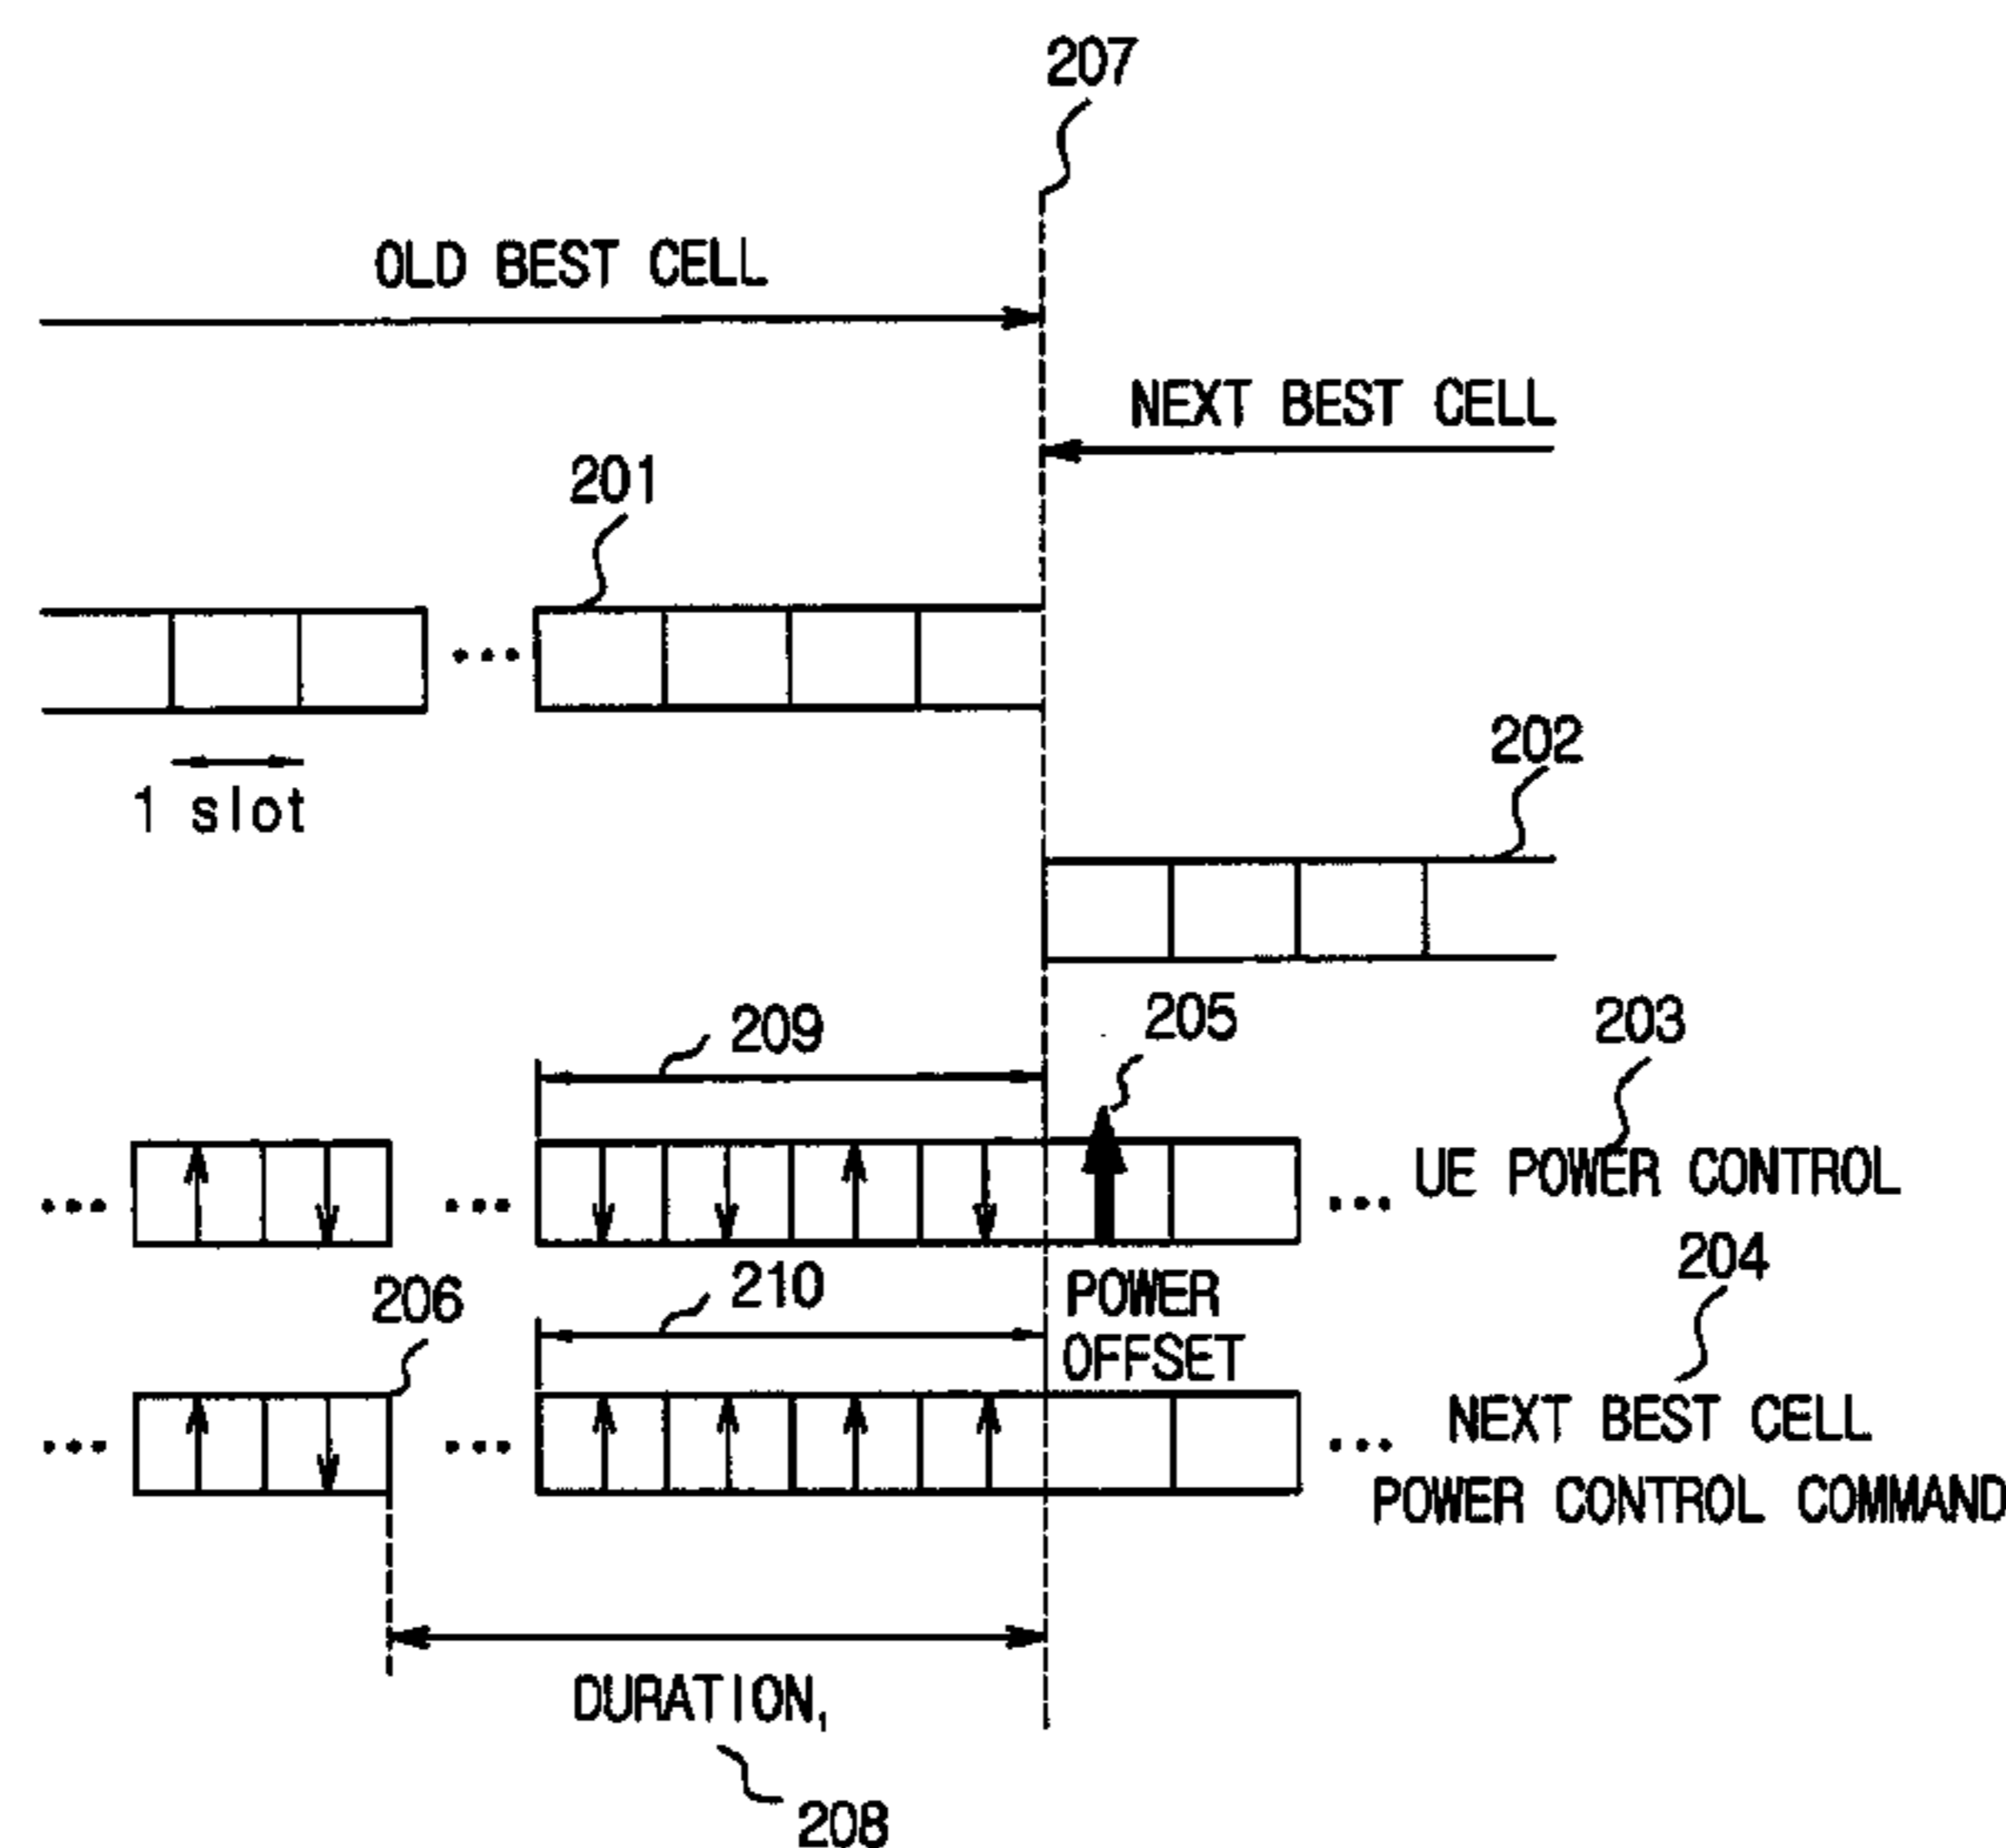 207
OLD BEST CELL
NEXT BEST CELL
201
1 slot
202
209
205
203
... UE POWER CONTROL
206
210
POWER
OFFSET
204
... NEXT BEST CELL
POWER CONTROL COMMAND
DURATION,
208